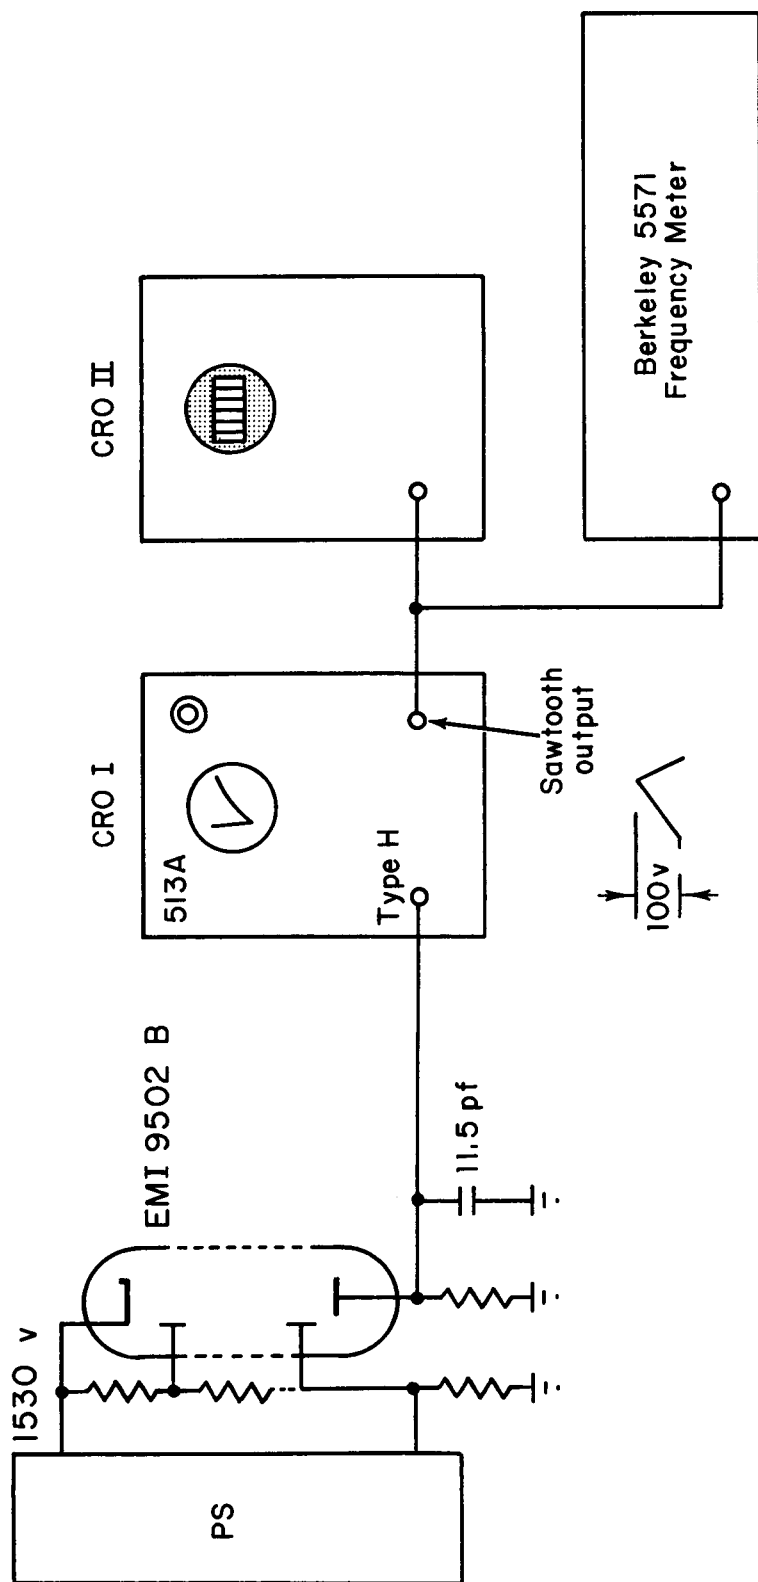 PS
1530 v
EMI 9502 B
11.5 pf
CRO I
513A
Type H
Sawtooth
output
100v
CRO II
Berkeley 5571
Frequency Meter